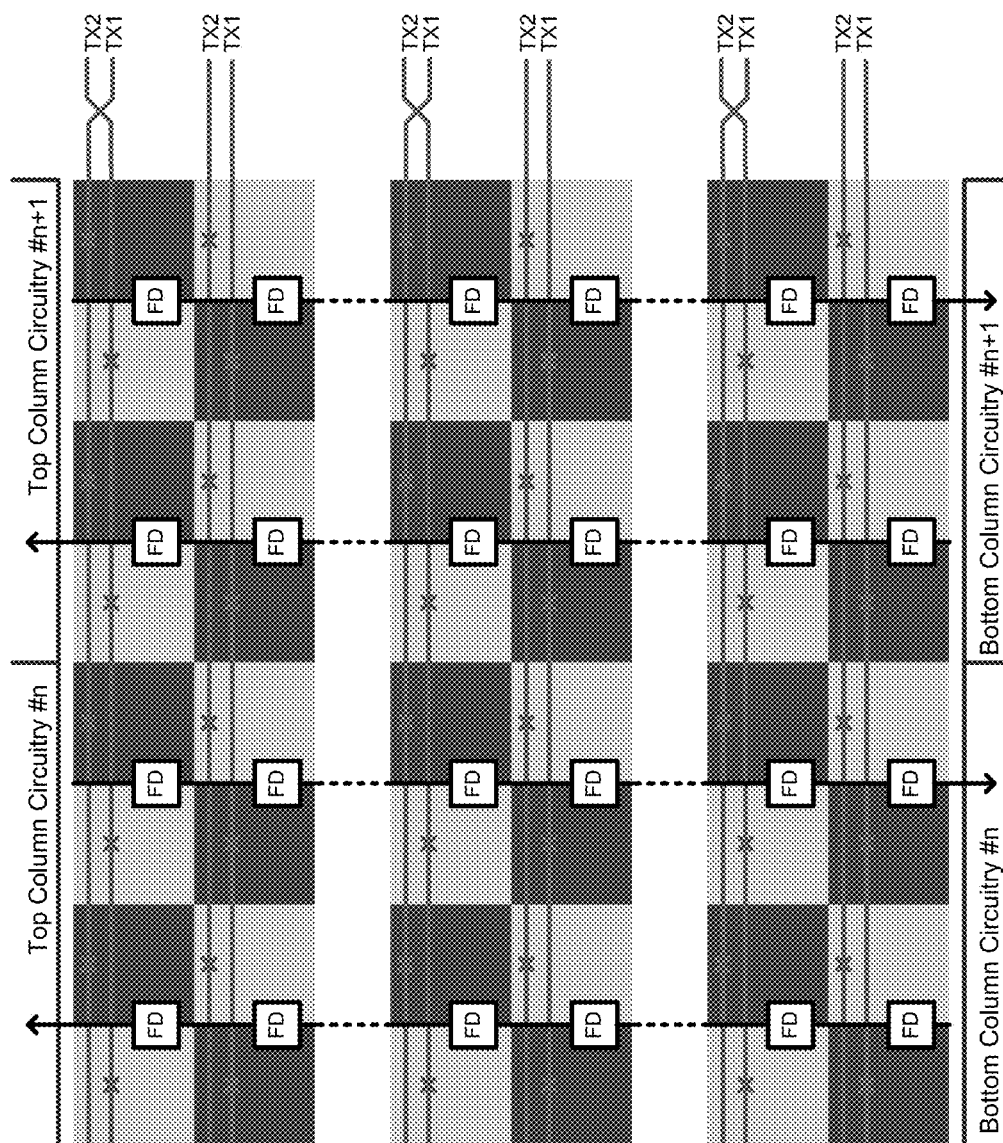 Top Column Circuitry #n
Top Column Circuitry #n+1
TX2
TX1
FD FD FD FD
TX2
TX1
FD FD FD FD
TX2
TX1
FD FD FD FD
TX2
TX1
FD FD FD FD
TX2
TX1
FD FD FD FD
TX2
TX1
FD FD FD FD
Bottom Column Circuitry #n
Bottom Column Circuitry #n+1